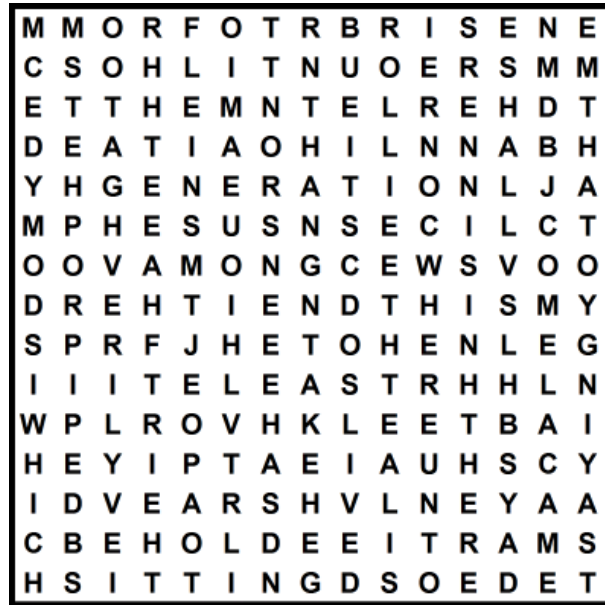 M M O R F O T R B R I S E N E
C S O H L I T N U O E R S M M
E T T H E M N T E L R E H D T
D E A T I A O H I L N N A B H
Y H G E N E R A T I O N L J A
M P H E S U S N S E C I L C T
O O V A M O N G C E W S V O O
D R E H T I E N D T H I S M Y
S P R F J H E T O H E N L E G
I I I T E L E A S T R H H L N
W P L R O V H K L E E T B A I
H E Y I P T A E I A U H S C Y
I D V E A R S H V L N E Y A A
C B E H O L D E E I T R A M S
H S I T T I N G D S O E D E T